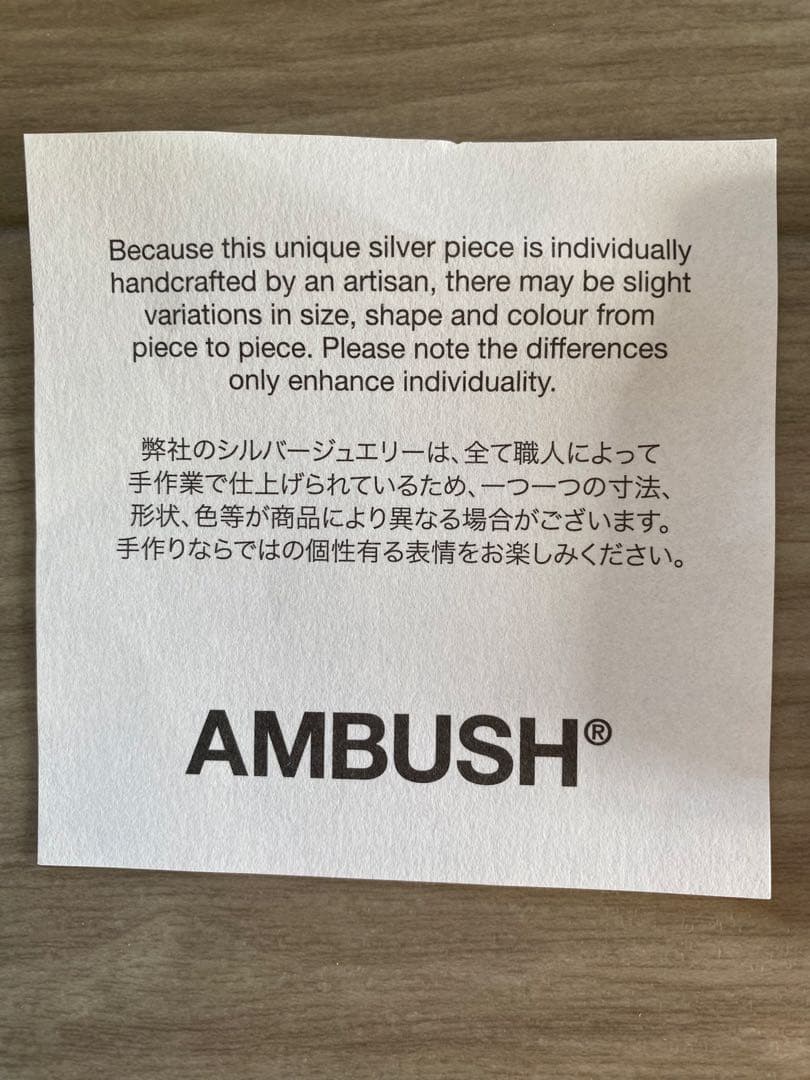 Because this unique silver piece is individually
handcrafted by an artisan, there may be slight
variations in size, shape and colour from
piece to piece. Please note the differences
only enhance individuality.
弊社のシルバージュエリーは、全て職人によって
手作業で仕上げられているため、一つ一つの寸法、
形状、色等が商品により異なる場合がございます。
手作りならではの個性有る表情をお楽しみください。
AMBUSH®